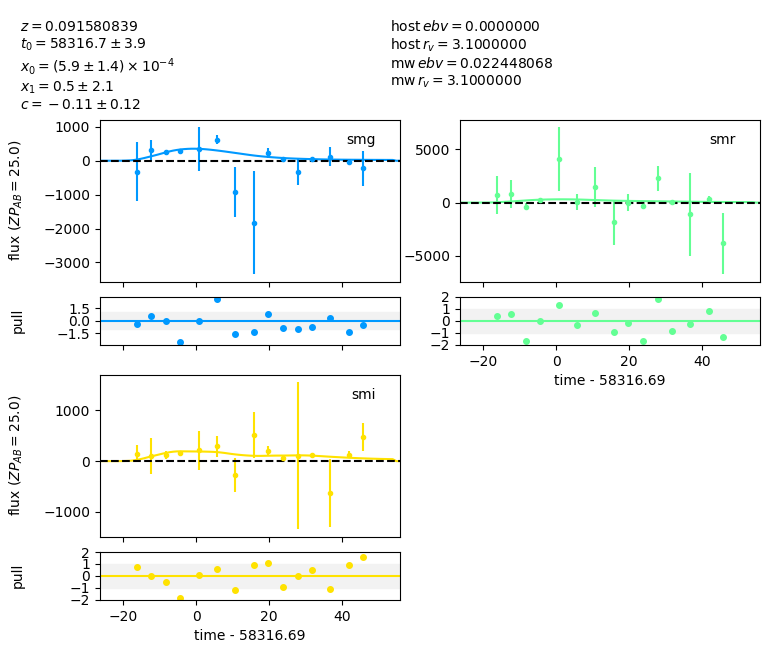 z = 0.091580839
t₀ = 58316.7 ± 3.9
x₀ = (5.9 ± 1.4) × 10⁻⁴
x₁ = 0.5 ± 2.1
c = −0.11 ± 0.12
host ebv = 0.0000000
host r_v = 3.1000000
mw ebv = 0.022448068
mw r_v = 3.1000000
flux (ZP_AB = 25.0)
1000
0
−1000
−2000
−3000
smg
5000
0
−5000
smr
pull
1.5
0.0
−1.5
2
1
0
−1
−2
−20 0 20 40
time - 58316.69
flux (ZP_AB = 25.0)
1000
0
−1000
smi
pull
2
1
0
−1
−2
−20 0 20 40
time - 58316.69